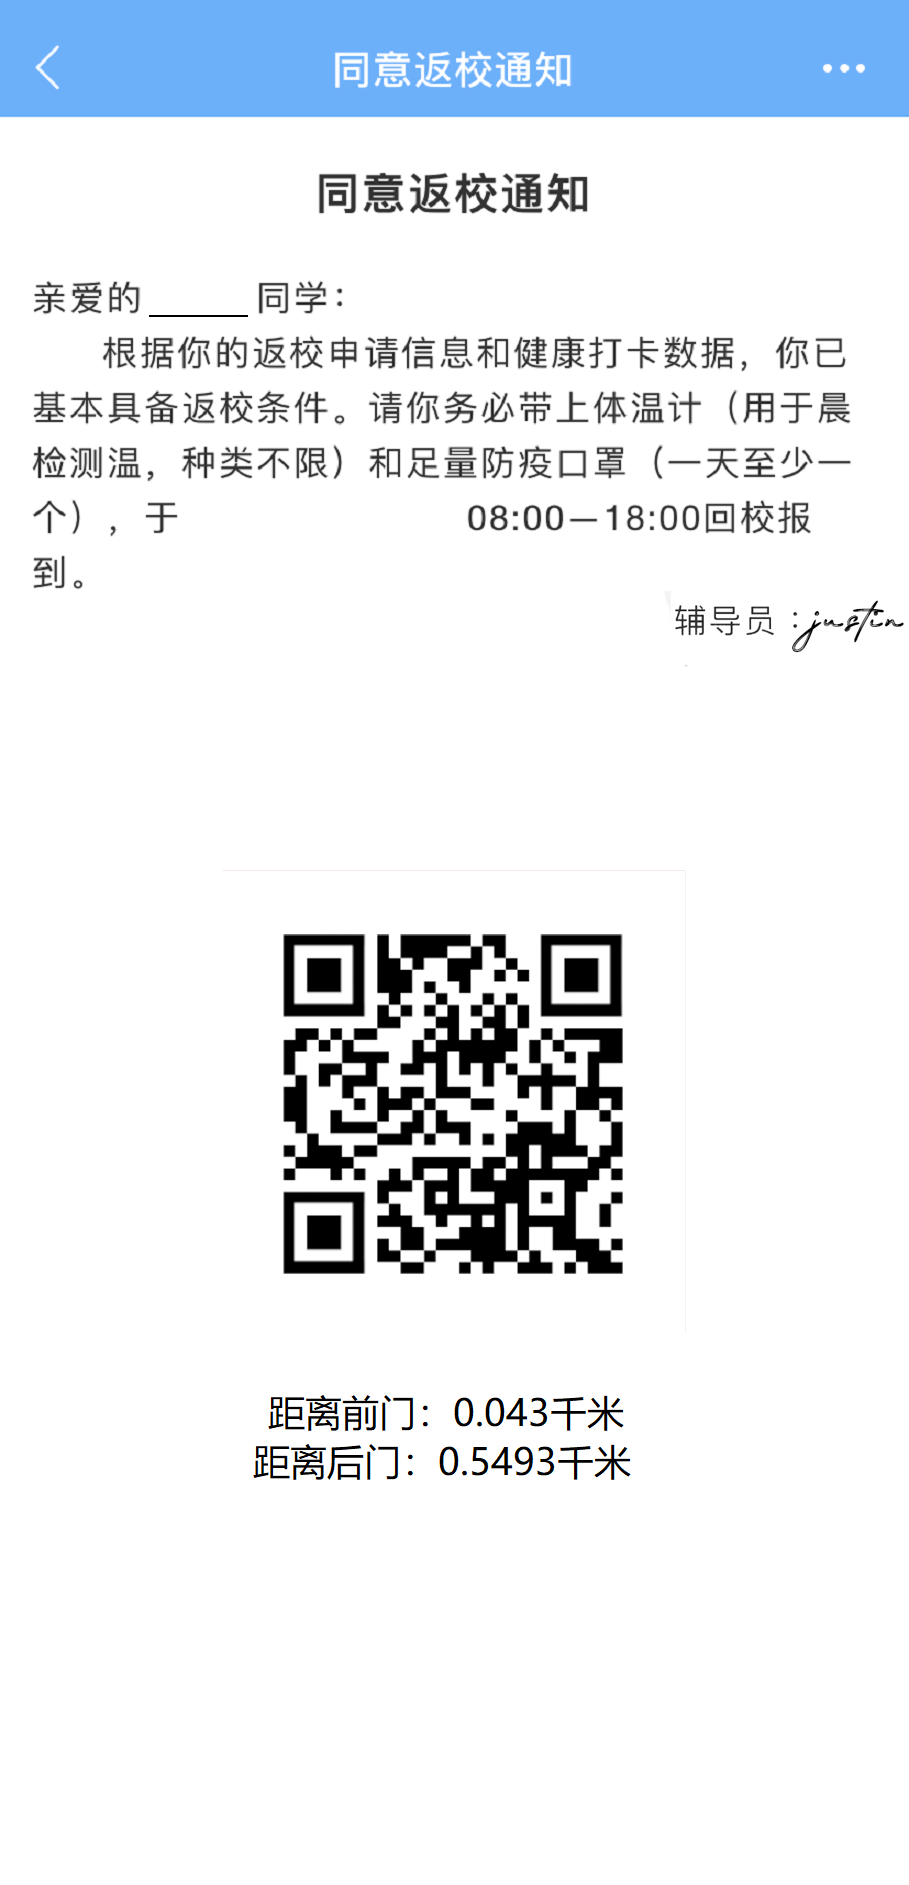 同意返校通知
同意返校通知
亲爱的_____同学：
根据你的返校申请信息和健康打卡数据，你已
基本具备返校条件。请你务必带上体温计（用于晨
检测温，种类不限）和足量防疫口罩（一天至少一
个），于 08:00—18:00回校报
到。
辅导员：justin
距离前门：0.043千米
距离后门：0.5493千米